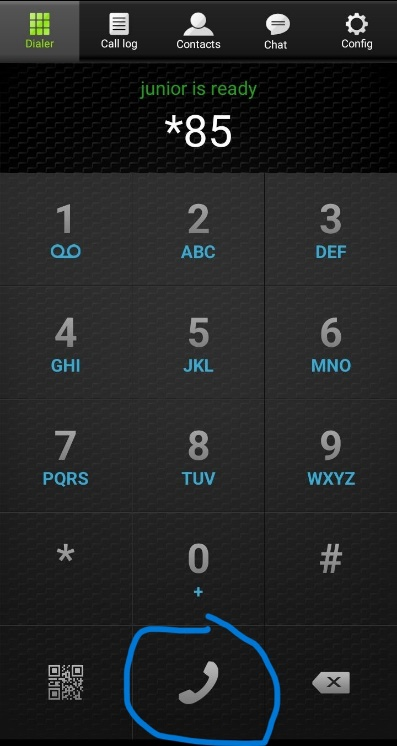 Dialer Call log Contacts Chat Config
junior is ready
*85
1 2 3
ABC DEF
4 5 6
GHI JKL MNO
7 8 9
PQRS TUV WXYZ
* 0 #
+